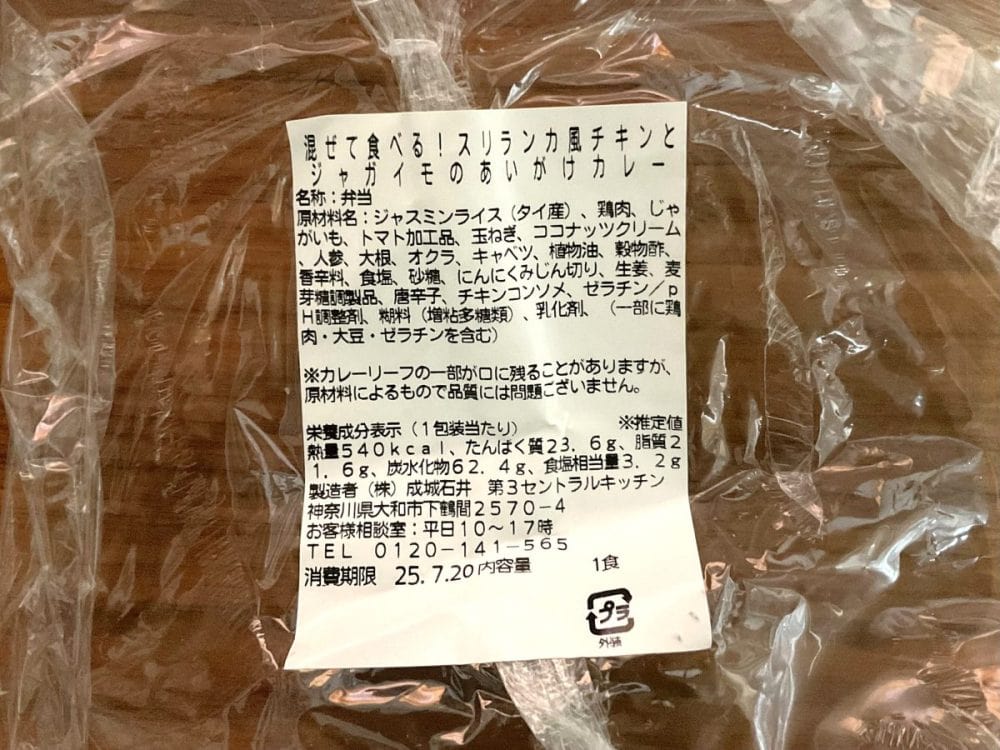 混ぜて食べる！スリランカ風チキンと
ジャガイモのあいがけカレー
名称：弁当
原材料名：ジャスミンライス（タイ産）、鶏肉、じゃ
がいも、トマト加工品、玉ねぎ、ココナッツクリーム
、人参、大根、オクラ、キャベツ、植物油、穀物酢、
香辛料、食塩、砂糖、にんにくみじん切り、生姜、麦
芽糖調製品、唐辛子、チキンコンソメ、ゼラチン／ｐ
Ｈ調整剤、糊料（増粘多糖類）、乳化剤、（一部に鶏
肉・大豆・ゼラチンを含む）
※カレーリーフの一部が口に残ることがありますが、
原材料によるもので品質には問題ございません。
栄養成分表示（１包装当たり）　※推定値
熱量５４０ｋｃａｌ、たんぱく質２３．６ｇ、脂質２
１．６ｇ、炭水化物６２．４ｇ、食塩相当量３．２ｇ
製造者（株）成城石井　第３セントラルキッチン
神奈川県大和市下鶴間２５７０－４
お客様相談室：平日１０～１７時
ＴＥＬ　０１２０－１４１－５６５
消費期限　25.7.20 内容量　1食
プラ
外装